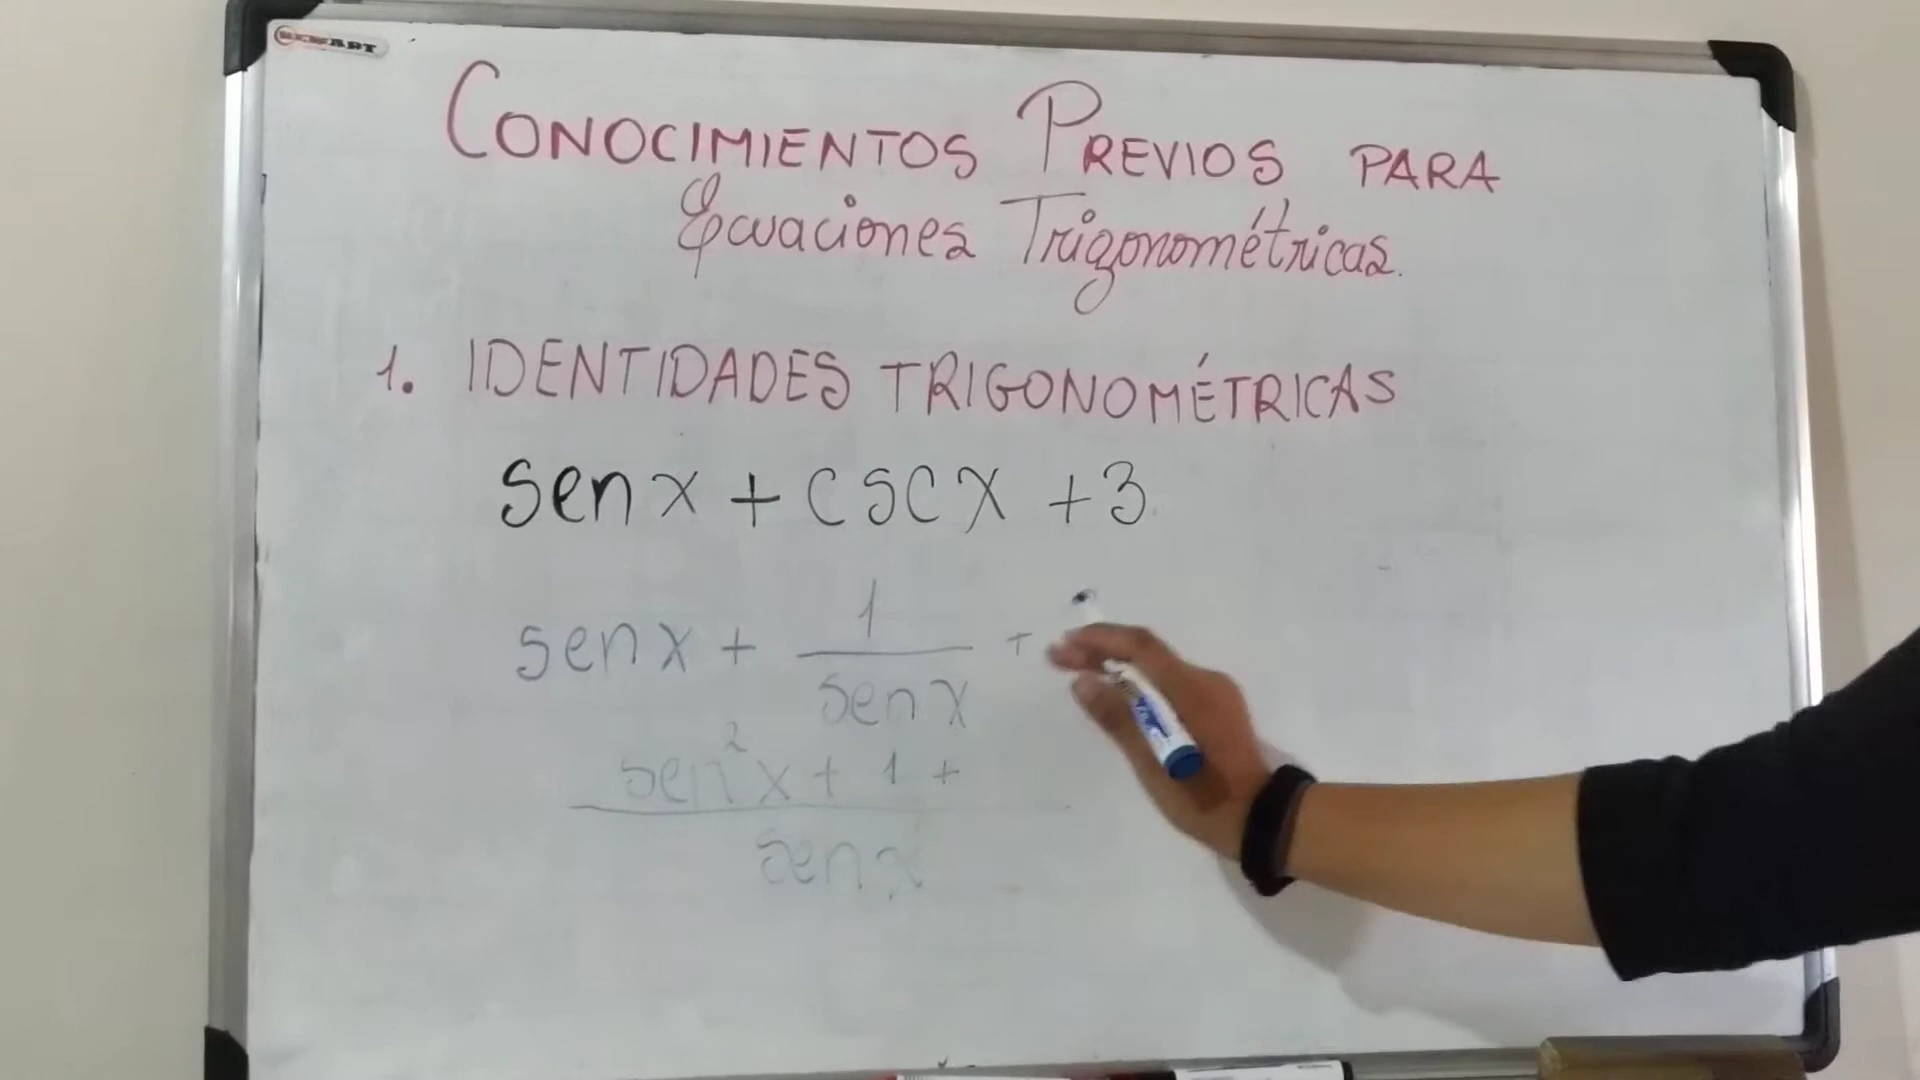 CONOCIMIENTOS PREVIOS PARA
Ecuaciones Trigonométricas.
1. IDENTIDADES TRIGONOMÉTRICAS
sen x + csc x + 3
sen x + 1/sen x +
sen²x + 1 +
sen x